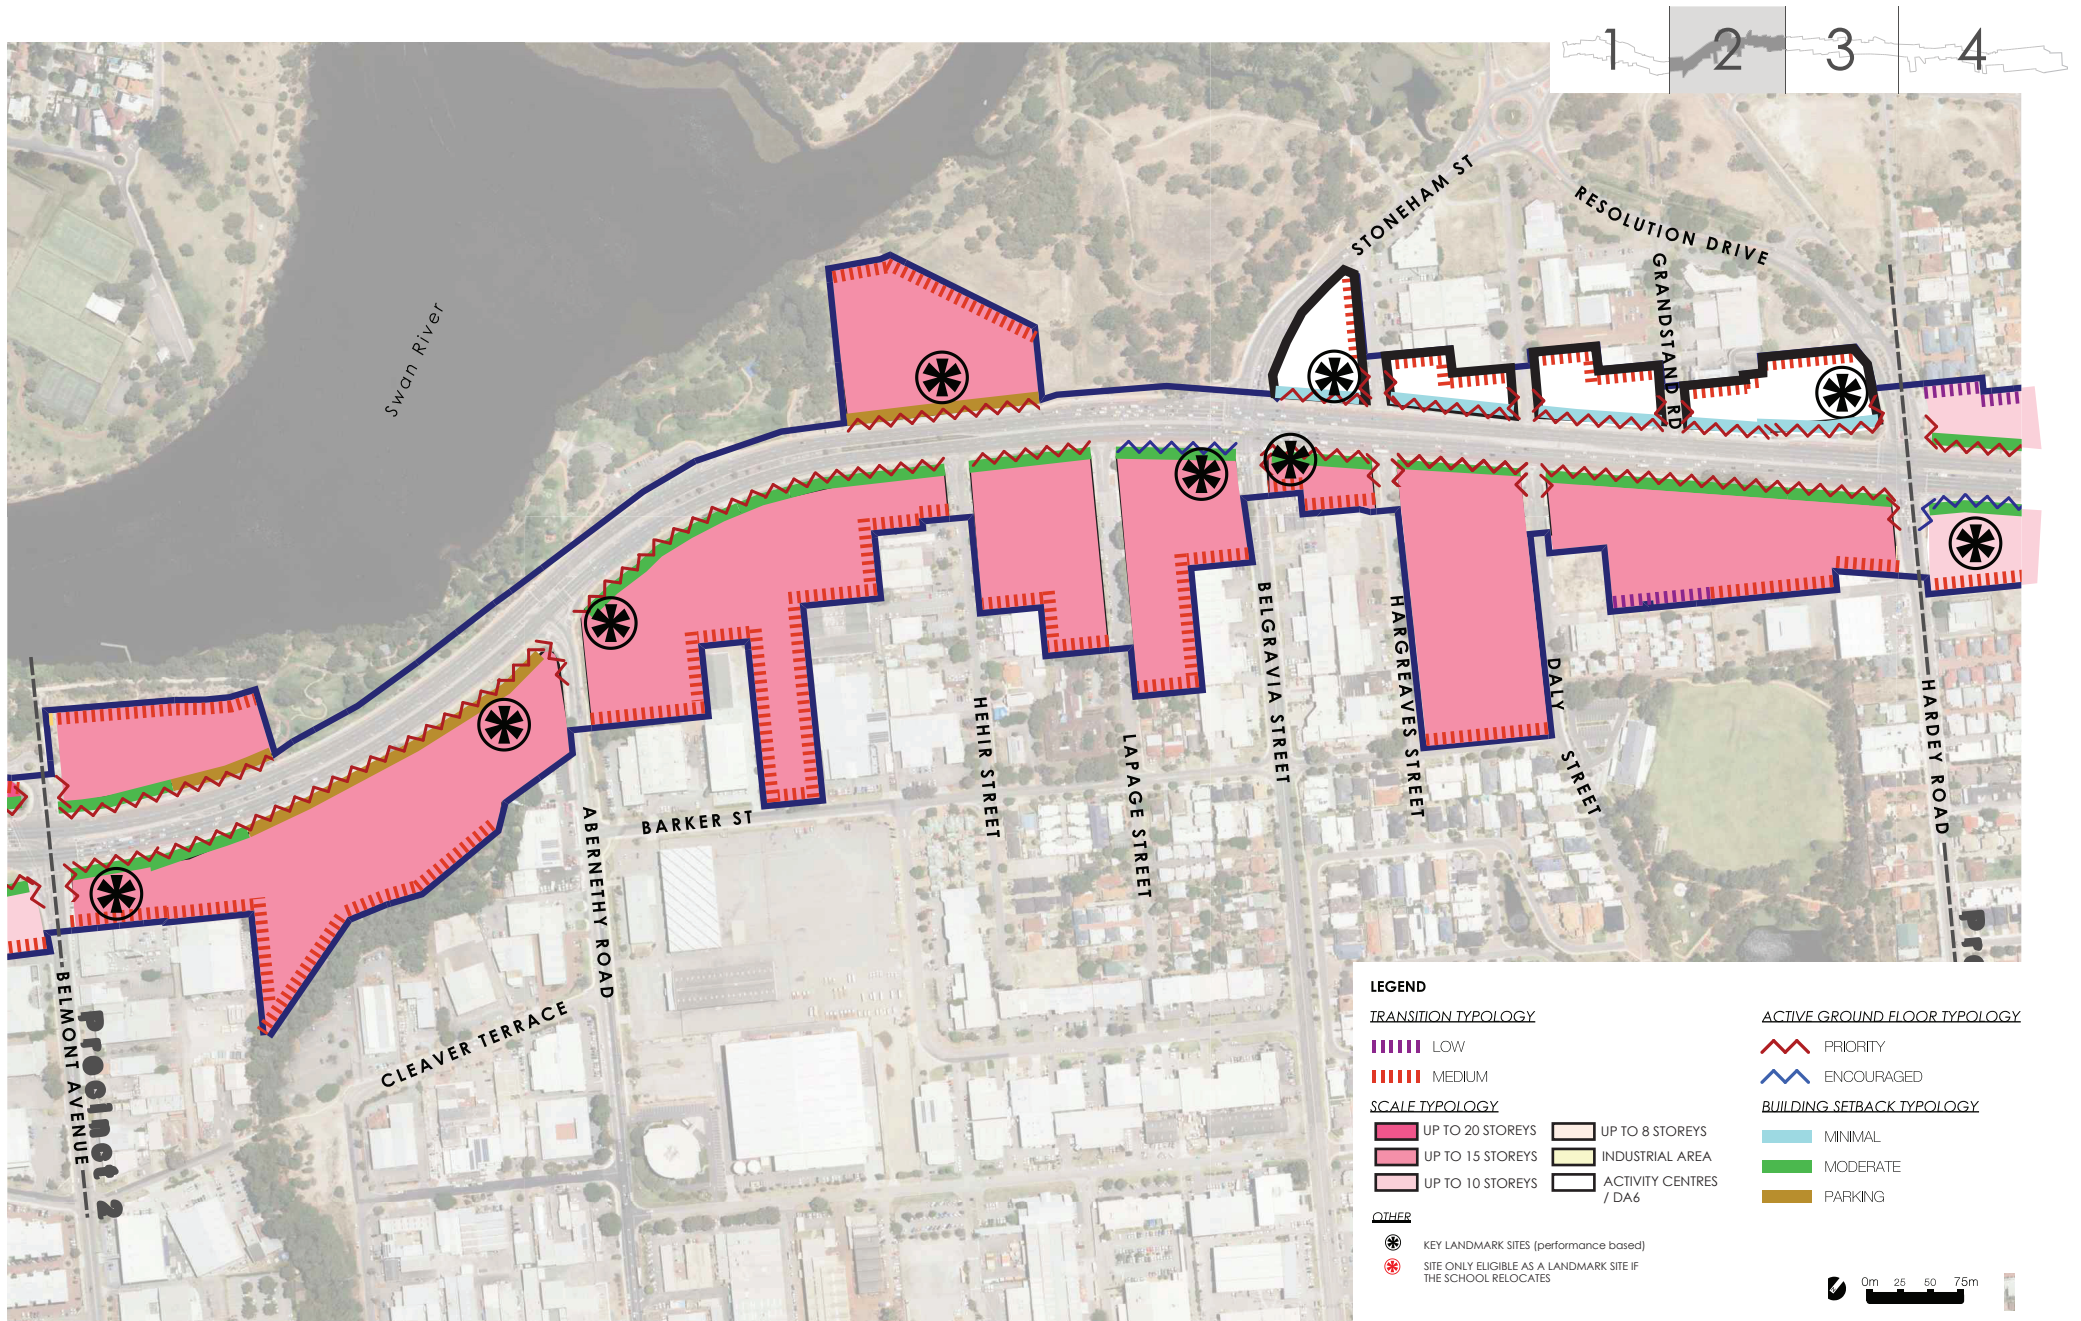 1 2 3 4
STONEHAM ST
RESOLUTION DRIVE
GRANDSTAND RD
Swan River
BELGRAVIA STREET
HARGREAVES STREET
DALY STREET
HARDEY ROAD
HEHIR STREET
LAPAGE STREET
BARKER ST
ABERNETHY ROAD
CLEAVER TERRACE
BELMONT AVENUE
Precinct 2
Pre
LEGEND
TRANSITION TYPOLOGY
LOW
MEDIUM
SCALE TYPOLOGY
UP TO 20 STOREYS
UP TO 15 STOREYS
UP TO 10 STOREYS
UP TO 8 STOREYS
INDUSTRIAL AREA
ACTIVITY CENTRES
/ DA6
OTHER
KEY LANDMARK SITES (performance based)
SITE ONLY ELIGIBLE AS A LANDMARK SITE IF
THE SCHOOL RELOCATES
ACTIVE GROUND FLOOR TYPOLOGY
PRIORITY
ENCOURAGED
BUILDING SETBACK TYPOLOGY
MINIMAL
MODERATE
PARKING
0m 25 50 75m